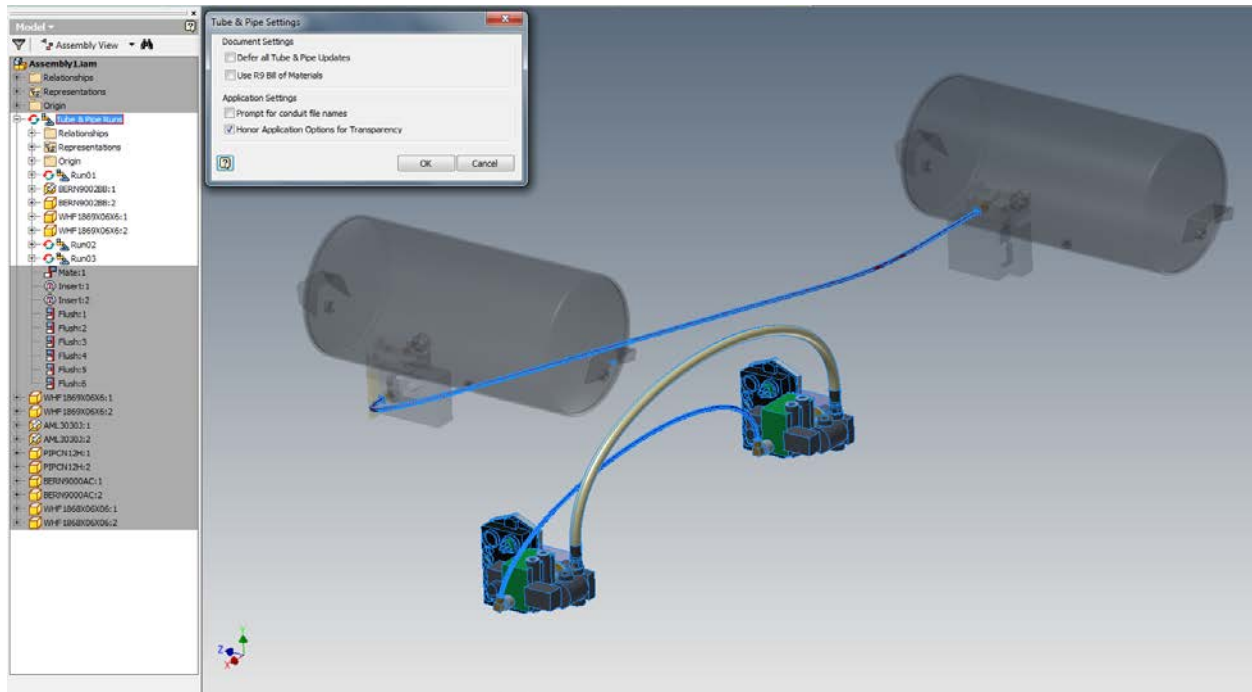 Model
Assembly View
Assembly1.iam
Relationships
Representations
Origin
Tube & Pipe Runs
Relationships
Representations
Origin
Run01
BERN9002BB:1
BERN9002BB:2
WHF1869X06X6:1
WHF1869X06X6:2
Run02
Run03
Mate:1
Insert:1
Insert:2
Flush:1
Flush:2
Flush:3
Flush:4
Flush:5
Flush:6
WHF1869X06X6:1
WHF1869X06X6:2
AML3030J:1
AML3030J:2
PIPCN12H:1
PIPCN12H:2
BERN9000AC:1
BERN9000AC:2
WHF1868X06X06:1
WHF1868X06X06:2
Tube & Pipe Settings
Document Settings
Defer all Tube & Pipe Updates
Use R9 Bill of Materials
Application Settings
Prompt for conduit file names
Honor Application Options for Transparency
OK
Cancel
Y
Z
X